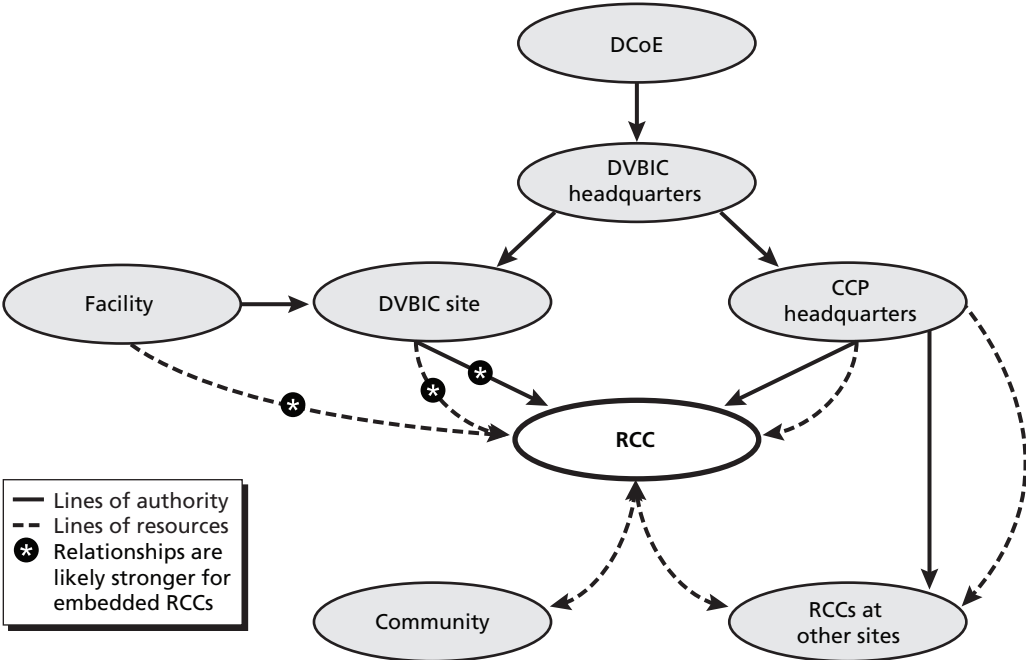 DCoE
DVBIC
headquarters
Facility
DVBIC site
CCP
headquarters
*
*
*
RCC
Lines of authority
Lines of resources
* Relationships are
likely stronger for
embedded RCCs
Community
RCCs at
other sites